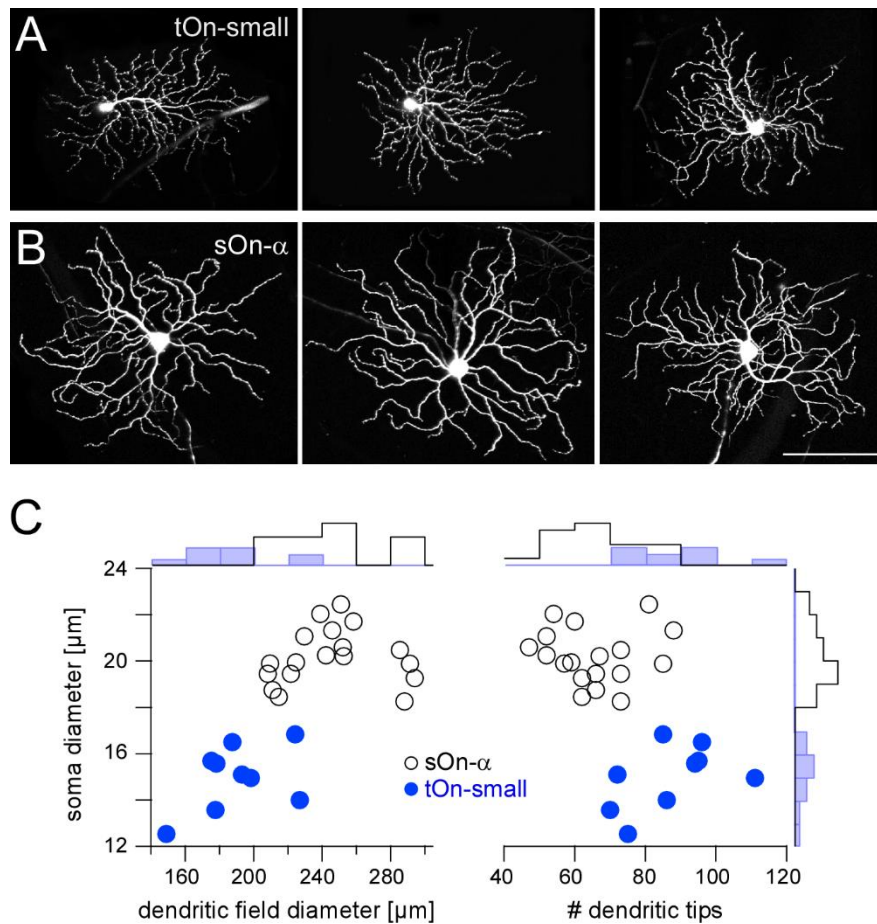 A
tOn-small
B
sOn-α
C
24
20
16
12
soma diameter [µm]
sOn-α
tOn-small
160 200 240 280
40 60 80 100 120
dendritic field diameter [µm]
# dendritic tips